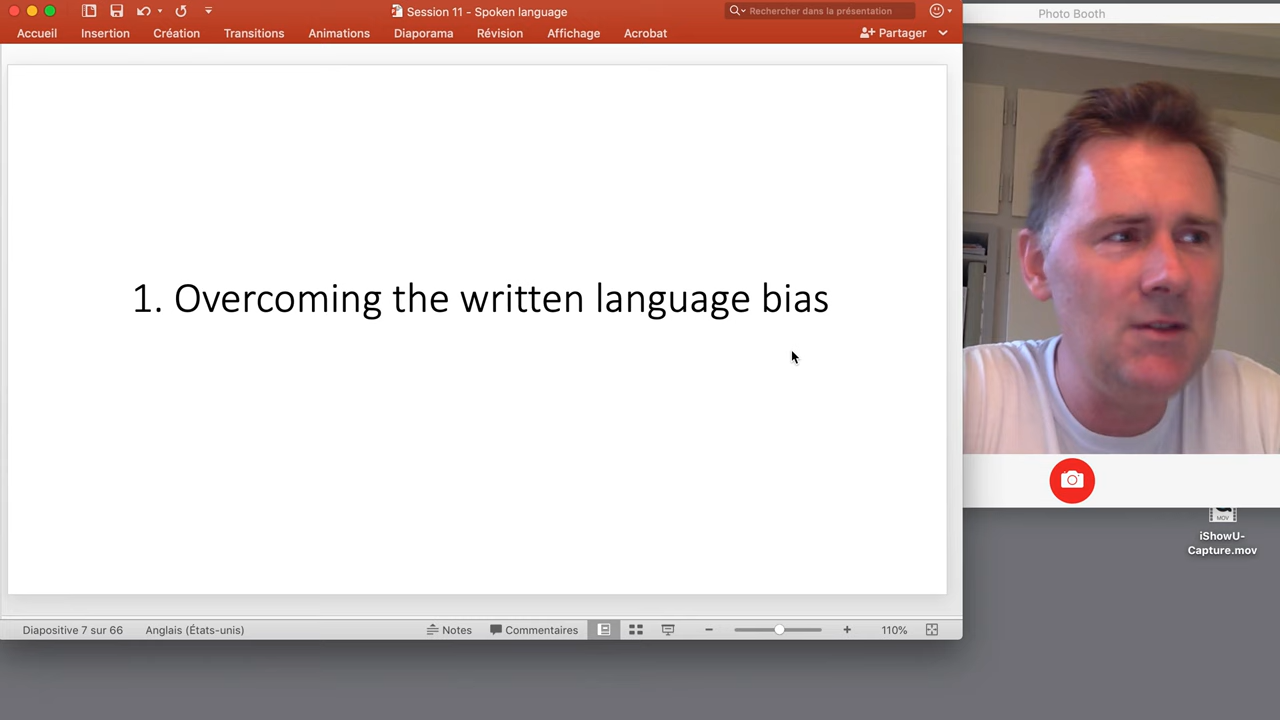 Session 11 - Spoken language
Rechercher dans la présentation
Photo Booth
Accueil
Insertion
Création
Transitions
Animations
Diaporama
Révision
Affichage
Acrobat
Partager
1. Overcoming the written language bias
MOV
iShowU-
Capture.mov
Diapositive 7 sur 66
Anglais (États-unis)
Notes
Commentaires
110%